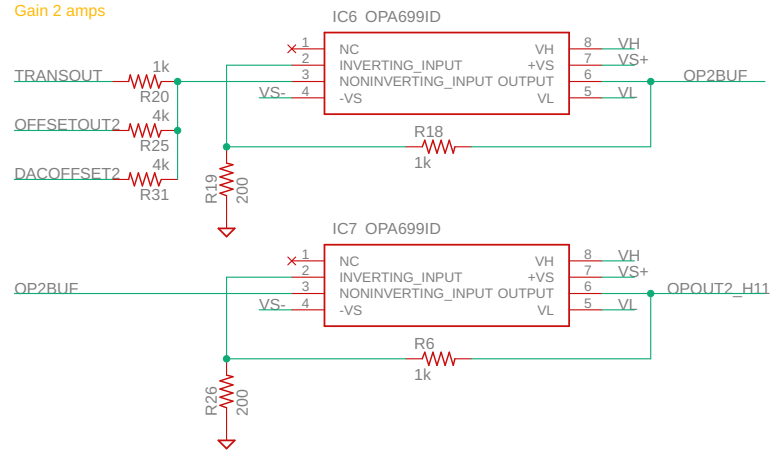 Gain 2 amps
IC6 OPA699ID
1 NC VH 8 VH
2 INVERTING_INPUT +VS 7 VS+
TRANSOUT 1k R20 3 NONINVERTING_INPUT OUTPUT 6 OP2BUF
VS- 4 -VS VL 5 VL
OFFSETOUT2 4k R25
R18
1k
DACOFFSET2 4k R31
R19 200
IC7 OPA699ID
1 NC VH 8 VH
2 INVERTING_INPUT +VS 7 VS+
OP2BUF 3 NONINVERTING_INPUT OUTPUT 6 OPOUT2_H11
VS- 4 -VS VL 5 VL
R6
1k
R26 200